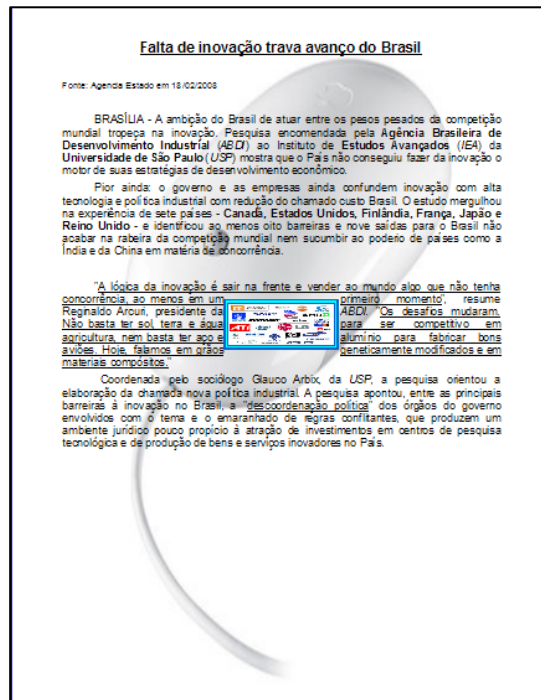 Falta de inovação trava avanço do Brasil
Fonte: Agencia Estado em 18/02/2008
BRASÍLIA - A ambição do Brasil de atuar entre os pesos pesados da competição
mundial tropeça na inovação. Pesquisa encomendada pela Agência Brasileira de
Desenvolvimento Industrial (ABDI) ao Instituto de Estudos Avançados (IEA) da
Universidade de São Paulo (USP) mostra que o País não conseguiu fazer da inovação o
motor de suas estratégias de desenvolvimento econômico.
Pior ainda: o governo e as empresas ainda confundem inovação com alta
tecnologia e política industrial com redução do chamado custo Brasil. O estudo mergulhou
na experiência de sete países - Canadá, Estados Unidos, Finlândia, França, Japão e
Reino Unido - e identificou ao menos oito barreiras e nove saídas para o Brasil não
acabar na rabeira da competição mundial nem sucumbir ao poderio de países como a
Índia e da China em matéria de concorrência.
"A lógica da inovação é sair na frente e vender ao mundo algo que não tenha
concorrência, ao menos em um primeiro momento", resume
Reginaldo Arcuri, presidente da ABDI. "Os desafios mudaram.
Não basta ter sol, terra e água para ser competitivo em
agricultura, nem basta ter aço e alumínio para fabricar bons
aviões. Hoje, falamos em grãos geneticamente modificados e em
materiais compósitos."
ATI
Coordenada pelo sociólogo Glauco Arbix, da USP, a pesquisa orientou a
elaboração da chamada nova política industrial. A pesquisa apontou, entre as principais
barreiras à inovação no Brasil, a "descoordenação política" dos órgãos do governo
envolvidos com o tema e o emaranhado de regras conflitantes, que produzem um
ambiente jurídico pouco propício à atração de investimentos em centros de pesquisa
tecnológica e de produção de bens e serviços inovadores no País.